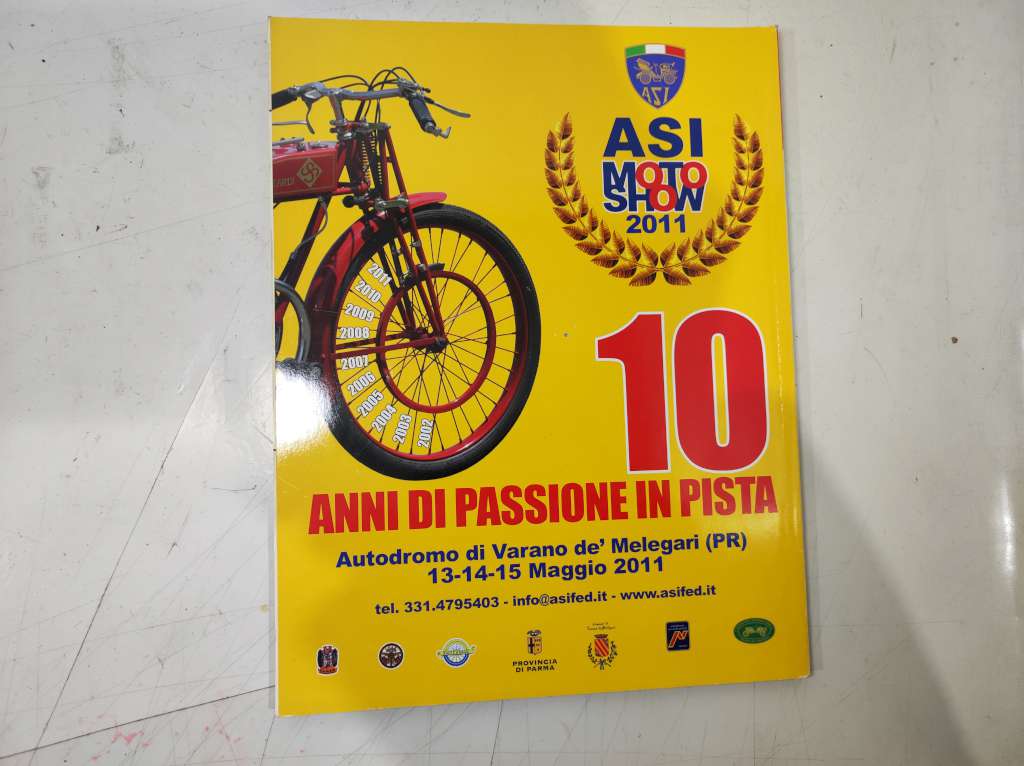 ASI
ASI
MOTO
SHOW
2011
2011
2010
2009
2008
2007
2006
2005
2004
2003
2002
10
ANNI DI PASSIONE IN PISTA
Autodromo di Varano de' Melegari (PR)
13-14-15 Maggio 2011
tel. 331.4795403 - info@asifed.it - www.asifed.it
PROVINCIA
DI PARMA